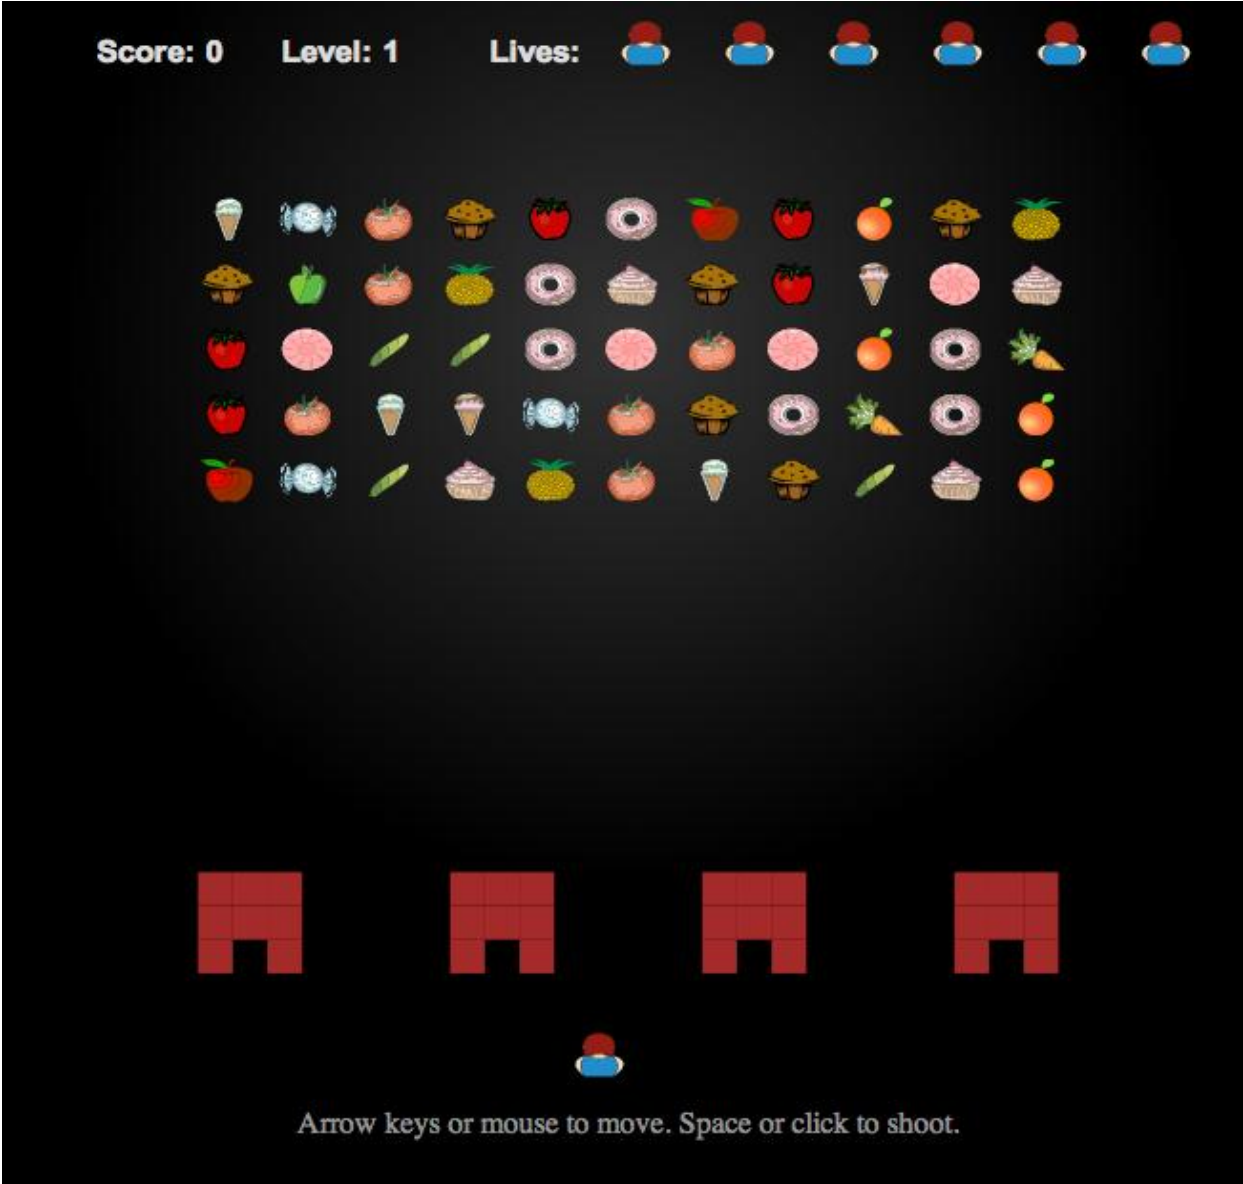 Score: 0 Level: 1 Lives:
Arrow keys or mouse to move. Space or click to shoot.